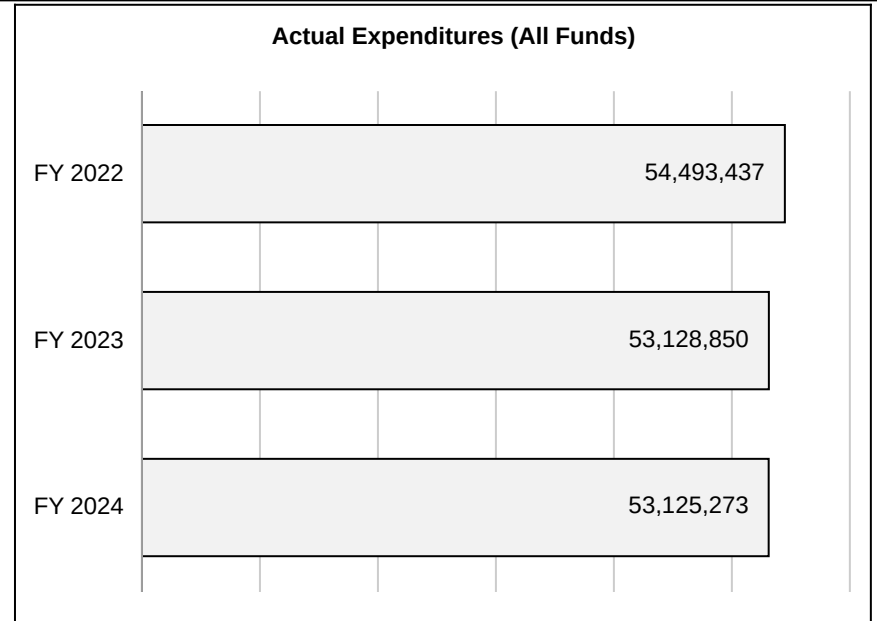 Actual Expenditures (All Funds)
FY 2022 54,493,437
FY 2023 53,128,850
FY 2024 53,125,273